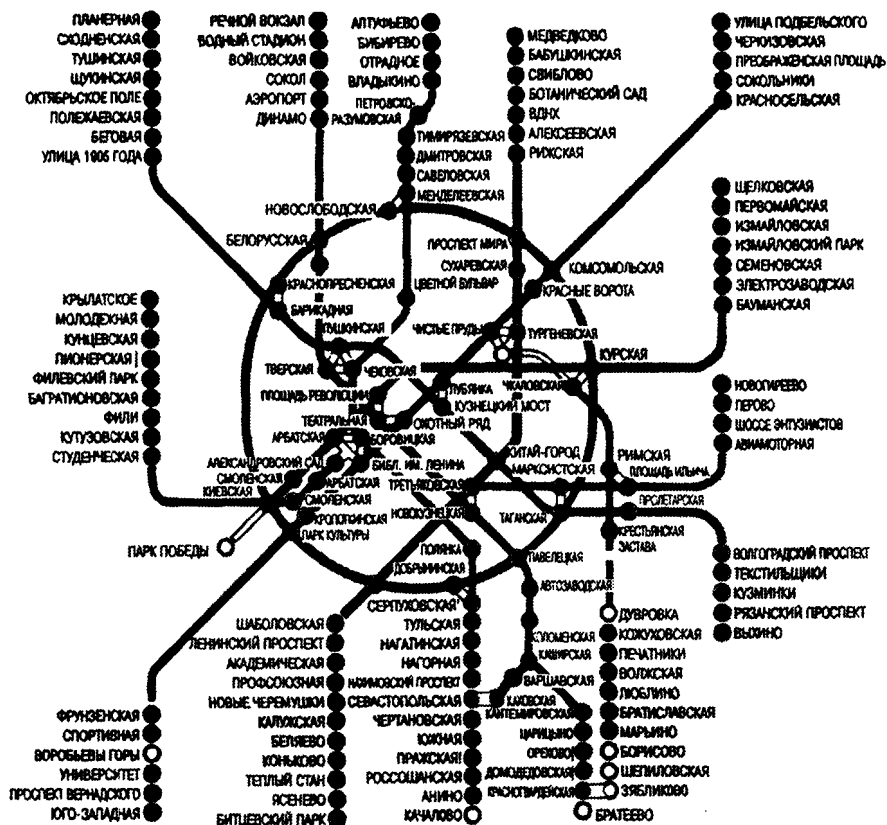 ПЛАНЕРНАЯ
СХОДНЕНСКАЯ
ТУШИНСКАЯ
ЩУКИНСКАЯ
ОКТЯБРЬСКОЕ ПОЛЕ
ПОЛЕЖАЕВСКАЯ
БЕГОВАЯ
УЛИЦА 1905 ГОДА
РЕЧНОЙ ВОКЗАЛ
ВОДНЫЙ СТАДИОН
ВОЙКОВСКАЯ
СОКОЛ
АЭРОПОРТ
ДИНАМО
АЛТУФЬЕВО
БИБИРЕВО
ОТРАДНОЕ
ВЛАДЫКИНО
ПЕТРОВСКО-
РАЗУМОВСКАЯ
ТИМИРЯЗЕВСКАЯ
ДМИТРОВСКАЯ
САВЕЛОВСКАЯ
МЕНДЕЛЕЕВСКАЯ
МЕДВЕДКОВО
БАБУШКИНСКАЯ
СВИБЛОВО
БОТАНИЧЕСКИЙ САД
ВДНХ
АЛЕКСЕЕВСКАЯ
РИЖСКАЯ
УЛИЦА ПОДБЕЛЬСКОГО
ЧЕРКИЗОВСКАЯ
ПРЕОБРАЖЕНСКАЯ ПЛОЩАДЬ
СОКОЛЬНИКИ
КРАСНОСЕЛЬСКАЯ
ЩЕЛКОВСКАЯ
ПЕРВОМАЙСКАЯ
ИЗМАЙЛОВСКАЯ
ИЗМАЙЛОВСКИЙ ПАРК
СЕМЕНОВСКАЯ
ЭЛЕКТРОЗАВОДСКАЯ
БАУМАНСКАЯ
НОВОСЛОБОДСКАЯ
БЕЛОРУССКАЯ
ПРОСПЕКТ МИРА
СУХАРЕВСКАЯ
КОМСОМОЛЬСКАЯ
КРАСНЫЕ ВОРОТА
КРАСНОПРЕСНЕНСКАЯ
БАРИКАДНАЯ
ЦВЕТНОЙ БУЛЬВАР
ПУШКИНСКАЯ
ЧИСТЫЕ ПРУДЫ
ТУРГЕНЕВСКАЯ
КУРСКАЯ
ТВЕРСКАЯ
ЧЕХОВСКАЯ
ЛУБЯНКА
ЧКАЛОВСКАЯ
ПЛОЩАДЬ РЕВОЛЮЦИИ
КУЗНЕЦКИЙ МОСТ
ТЕАТРАЛЬНАЯ
ОХОТНЫЙ РЯД
КРЫЛАТСКОЕ
МОЛОДЕЖНАЯ
КУНЦЕВСКАЯ
ПИОНЕРСКАЯ
ФИЛЕВСКИЙ ПАРК
БАГРАТИОНОВСКАЯ
ФИЛИ
КУТУЗОВСКАЯ
СТУДЕНЧЕСКАЯ
НОВОГИРЕЕВО
ПЕРОВО
ШОССЕ ЭНТУЗИАСТОВ
АВИАМОТОРНАЯ
АРБАТСКАЯ
БОРОВИЦКАЯ
КИТАЙ-ГОРОД
РИМСКАЯ
АЛЕКСАНДРОВСКИЙ САД
БИБЛ. ИМ. ЛЕНИНА
МАРКСИСТСКАЯ
ПЛОЩАДЬ ИЛЬИЧА
СМОЛЕНСКАЯ
АРБАТСКАЯ
ТРЕТЬЯКОВСКАЯ
КИЕВСКАЯ
СМОЛЕНСКАЯ
ПРОЛЕТАРСКАЯ
КРОПОПКИНСКАЯ
НОВОКУЗНЕЦКАЯ
ТАГАНСКАЯ
ПАРК КУЛЬТУРЫ
КРЕСТЬЯНСКАЯ
ЗАСТАВА
ПАРК ПОБЕДЫ
ПОЛЯНКА
ПАВЕЛЕЦКАЯ
ДОБРЫНИНСКАЯ
АВТОЗАВОДСКАЯ
ВОЛГОГРАДСКИЙ ПРОСПЕКТ
ТЕКСТИЛЬЩИКИ
КУЗМИНКИ
РЯЗАНСКИЙ ПРОСПЕКТ
ВЫХИНО
СЕРПУХОВСКАЯ
ТУЛЬСКАЯ
НАГАТИНСКАЯ
НАГОРНАЯ
НАХИМОВСКИЙ ПРОСПЕКТ
СЕВАСТОПОЛЬСКАЯ
ЧЕРТАНОВСКАЯ
ЮЖНАЯ
ПРАЖСКАЯ
РОССОШАНСКАЯ
АНИНО
КАЧАЛОВО
ШАБОЛОВСКАЯ
ЛЕНИНСКИЙ ПРОСПЕКТ
АКАДЕМИЧЕСКАЯ
ПРОФСОЮЗНАЯ
НОВЫЕ ЧЕРЕМУШКИ
КАЛУЖСКАЯ
БЕЛЯЕВО
КОНЬКОВО
ТЕПЛЫЙ СТАН
ЯСЕНЕВО
БИТЦЕВСКИЙ ПАРК
ФРУНЗЕНСКАЯ
СПОРТИВНАЯ
ВОРОБЬЕВЫ ГОРЫ
УНИВЕРСИТЕТ
ПРОСПЕКТ ВЕРНАДСКОГО
ЮГО-ЗАПАДНАЯ
КОЛОМЕНСКАЯ
КАШИРСКАЯ
ВАРШАВСКАЯ
КАХОВСКАЯ
КАНТЕМИРОВСКАЯ
ЦАРИЦЫНО
ОРЕХОВО
ДОМОДЕДОВСКАЯ
КРАСНОГВАРДЕЙСКАЯ
ДУВРОВКА
КОЖУХОВСКАЯ
ПЕЧАТНИКИ
ВОЛЖСКАЯ
ЛЮБЛИНО
БРАТИСЛАВСКАЯ
МАРЬИНО
БОРИСОВО
ШЕПИЛОВСКАЯ
ЗЯБЛИКОВО
БРАТЕЕВО